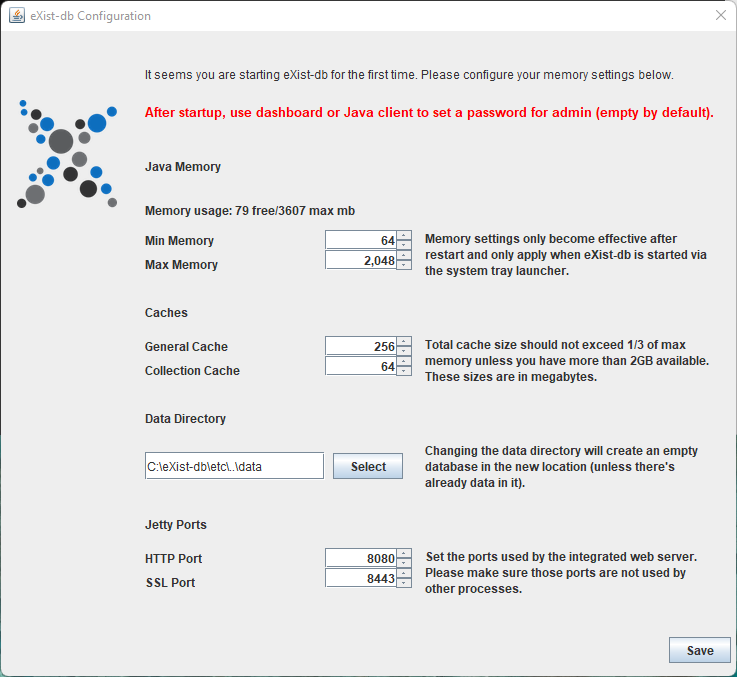 eXist-db Configuration
It seems you are starting eXist-db for the first time. Please configure your memory settings below.
After startup, use dashboard or Java client to set a password for admin (empty by default).
Java Memory
Memory usage: 79 free/3607 max mb
Min Memory
64
Max Memory
2,048
Memory settings only become effective after
restart and only apply when eXist-db is started via
the system tray launcher.
Caches
General Cache
256
Collection Cache
64
Total cache size should not exceed 1/3 of max
memory unless you have more than 2GB available.
These sizes are in megabytes.
Data Directory
C:\eXist-db\etc\..\data
Select
Changing the data directory will create an empty
database in the new location (unless there's
already data in it).
Jetty Ports
HTTP Port
8080
SSL Port
8443
Set the ports used by the integrated web server.
Please make sure those ports are not used by
other processes.
Save